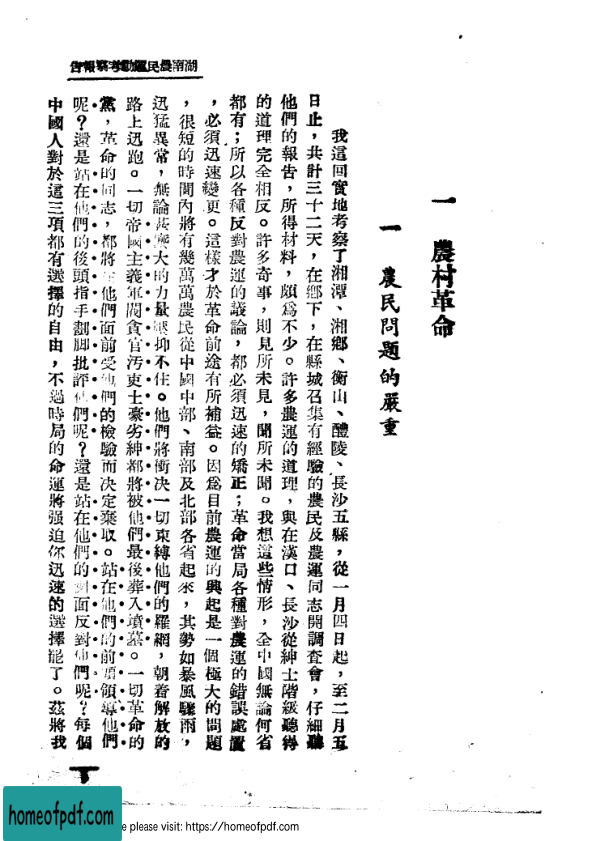 湖南農民運動考察報告
一 農村革命
一 農民問題的嚴重
我這回實地考察了湘潭、湘鄉、衡山、醴陵、長沙五縣，從一月四日起，至二月五
日止，共計三十二天，在鄉下，在縣城召集有經驗的農民及農運同志開調查會，仔細聽
他們的報告，所得材料，頗爲不少。許多農運的道理，與在漢口、長沙從紳士階級聽得
的道理完全相反。許多奇事，則見所未見，聞所未聞。我想這些情形，全中國無論何省
都有；所以各種反對農運的議論，都必須迅速的矯正；革命當局各種對農運的錯誤處置
，必須迅速變更。這樣才於革命前途有所補益。因爲目前農運的興起是一個極大的問題
，很短的時間內將有幾萬萬農民從中國中部、南部及北部各省起來，其勢如暴風驟雨，
迅猛異常，無論甚麼大的力量壓抑不住。他們將衝決一切束縛他們的羅網，朝着解放的
路上迅跑。一切帝國主義軍閥貪官汚吏土豪劣紳都將被他們最後葬入墳墓。一切革命的
黨，革命的同志，都將在他們面前受他們的檢驗而决定棄取。站在他們的前頭領導他們
呢？還是站在他們的後頭指手劃脚批評他們呢？還是站在他們的對面反對他們呢？每個
中國人對於這三項都有選擇的自由，不過時局的命運將强迫你迅速的選擇罷了。茲將我
homeofpdf.com
e please visit: https://homeofpdf.com